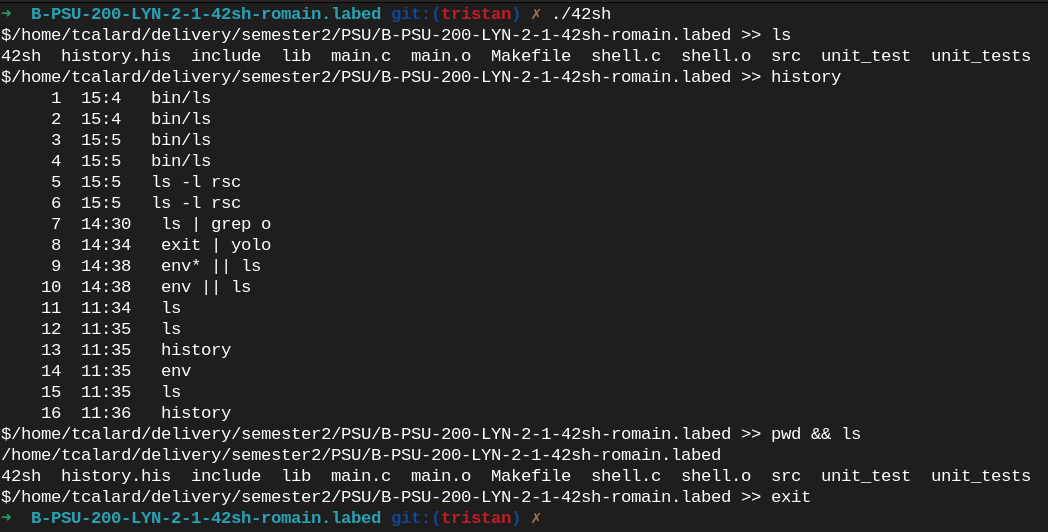 ➜  B-PSU-200-LYN-2-1-42sh-romain.labed git:(tristan) ✗ ./42sh
$/home/tcalard/delivery/semester2/PSU/B-PSU-200-LYN-2-1-42sh-romain.labed >> ls
42sh  history.his  include  lib  main.c  main.o  Makefile  shell.c  shell.o  src  unit_test  unit_tests
$/home/tcalard/delivery/semester2/PSU/B-PSU-200-LYN-2-1-42sh-romain.labed >> history
     1  15:4   bin/ls
     2  15:4   bin/ls
     3  15:5   bin/ls
     4  15:5   bin/ls
     5  15:5   ls -l rsc
     6  15:5   ls -l rsc
     7  14:30   ls | grep o
     8  14:34   exit | yolo
     9  14:38   env* || ls
    10  14:38   env || ls
    11  11:34   ls
    12  11:35   ls
    13  11:35   history
    14  11:35   env
    15  11:35   ls
    16  11:36   history
$/home/tcalard/delivery/semester2/PSU/B-PSU-200-LYN-2-1-42sh-romain.labed >> pwd && ls
/home/tcalard/delivery/semester2/PSU/B-PSU-200-LYN-2-1-42sh-romain.labed
42sh  history.his  include  lib  main.c  main.o  Makefile  shell.c  shell.o  src  unit_test  unit_tests
$/home/tcalard/delivery/semester2/PSU/B-PSU-200-LYN-2-1-42sh-romain.labed >> exit
➜  B-PSU-200-LYN-2-1-42sh-romain.labed git:(tristan) ✗